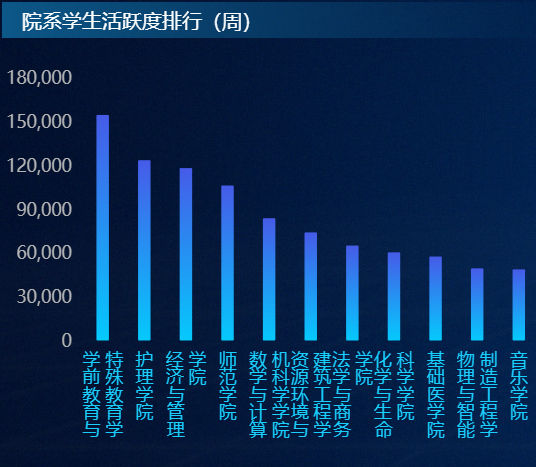 院系学生活跃度排行（周）
180,000
150,000
120,000
90,000
60,000
30,000
0
学前教育与
特殊教育学
护理学院
经济与管理
学院
师范学院
数学与计算
机科学学院
资源环境与
建筑工程学
法学与商务
学院
化学与生命
科学学院
基础医学院
物理与智能
制造工程学
音乐学院